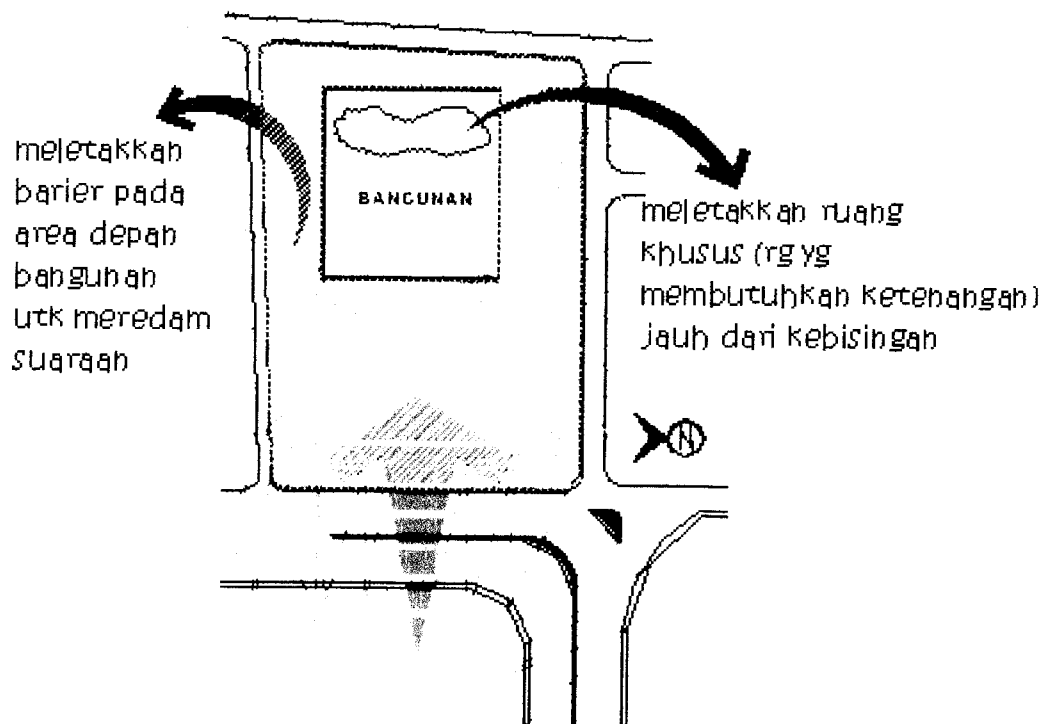 meletakkan
barier pada
area depan
bangunan
utk meredam
suaraan
BANGUNAN
meletakkan ruang
khusus (rg yg
membutuhkan ketenangan)
jauh dari kebisingan
N